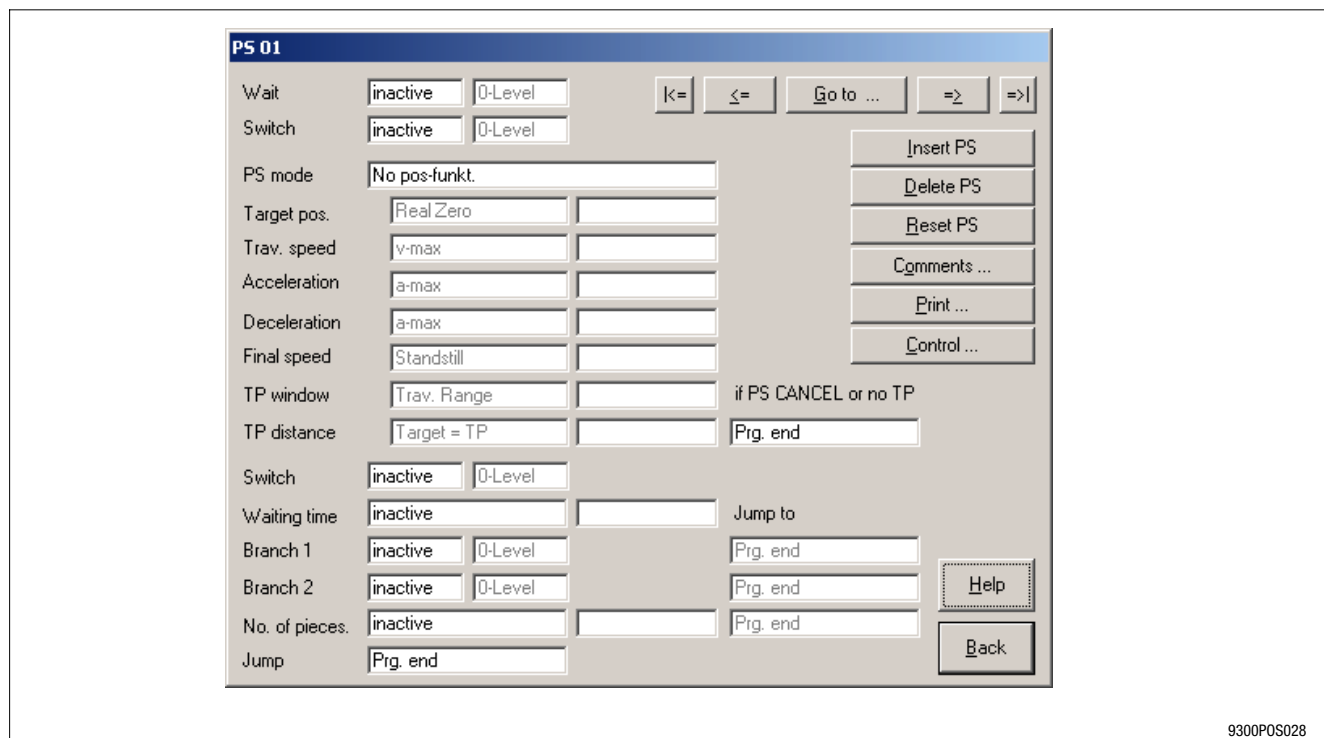 PS 01
Wait inactive 0-Level |<= <= Go to ... => =>|
Switch inactive 0-Level
Insert PS
PS mode No pos-funkt.
Delete PS
Target pos. Real Zero
Reset PS
Trav. speed v-max
Comments ...
Acceleration a-max
Print ...
Deceleration a-max
Control ...
Final speed Standstill
TP window Trav. Range if PS CANCEL or no TP
TP distance Target = TP Prg. end
Switch inactive 0-Level
Waiting time inactive Jump to
Branch 1 inactive 0-Level Prg. end
Branch 2 inactive 0-Level Prg. end
Help
No. of pieces. inactive Prg. end
Back
Jump Prg. end
9300POS028